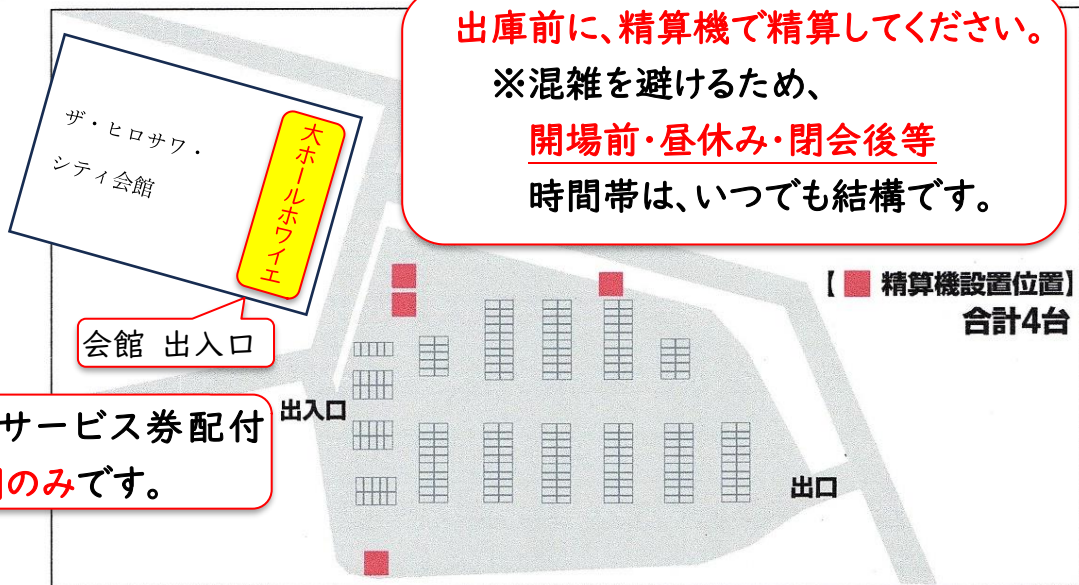 出庫前に、精算機で精算してください。
※混雑を避けるため、
開場前・昼休み・閉会後等
時間帯は、いつでも結構です。
ザ・ヒロサワ・
シティ会館
大ホールホワイエ
【■ 精算機設置位置】
合計4台
会館 出入口
出入口
サービス券配付
のみです。
出口